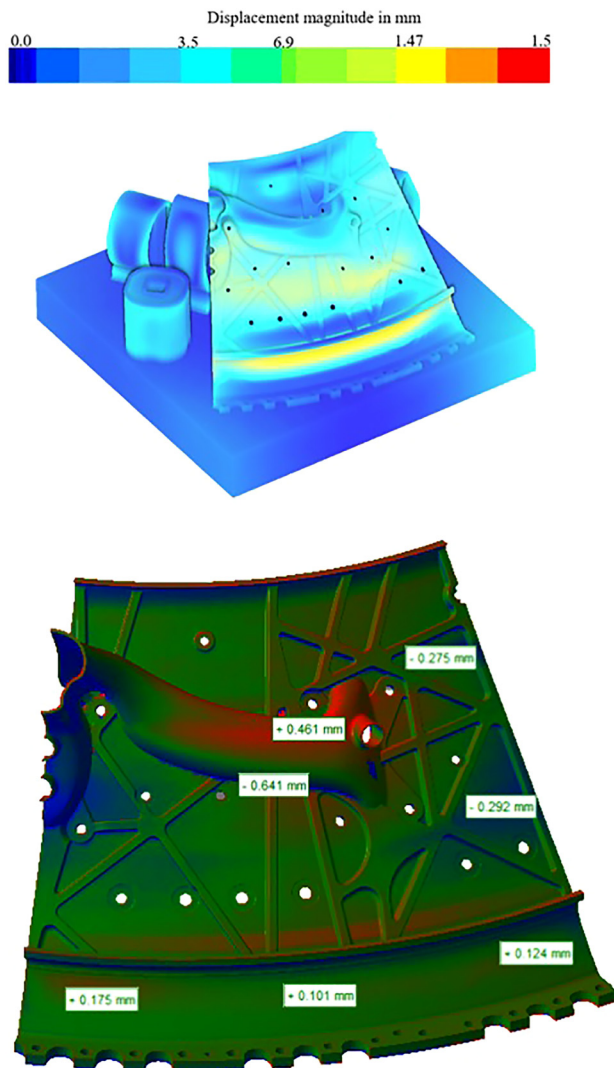 Displacement magnitude in mm
0.0 3.5 6.9 1.47 1.5
- 0.275 mm
+ 0.461 mm
- 0.641 mm
- 0.292 mm
+ 0.124 mm
+ 0.175 mm
+ 0.101 mm